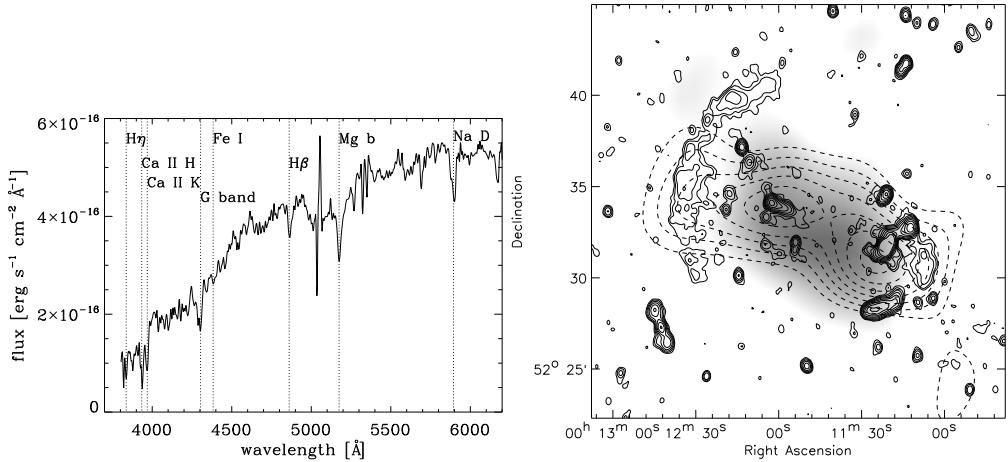 6×10⁻¹⁶
4×10⁻¹⁶
2×10⁻¹⁶
0
flux [erg s⁻¹ cm⁻² Å⁻¹]
Hη
Ca II H
Ca II K
G band
Fe I
Hβ
Mg b
Na D
4000 4500 5000 5500 6000
wavelength [Å]
Declination
40
35
30
52° 25'
00ʰ 13ᵐ 00ˢ 12ᵐ 30ˢ 00ˢ 11ᵐ 30ˢ 00ˢ
Right Ascension